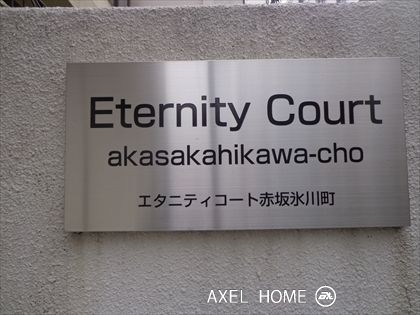 Eternity Court
akasakahikawa-cho
エタニティコート赤坂氷川町
AXEL HOME